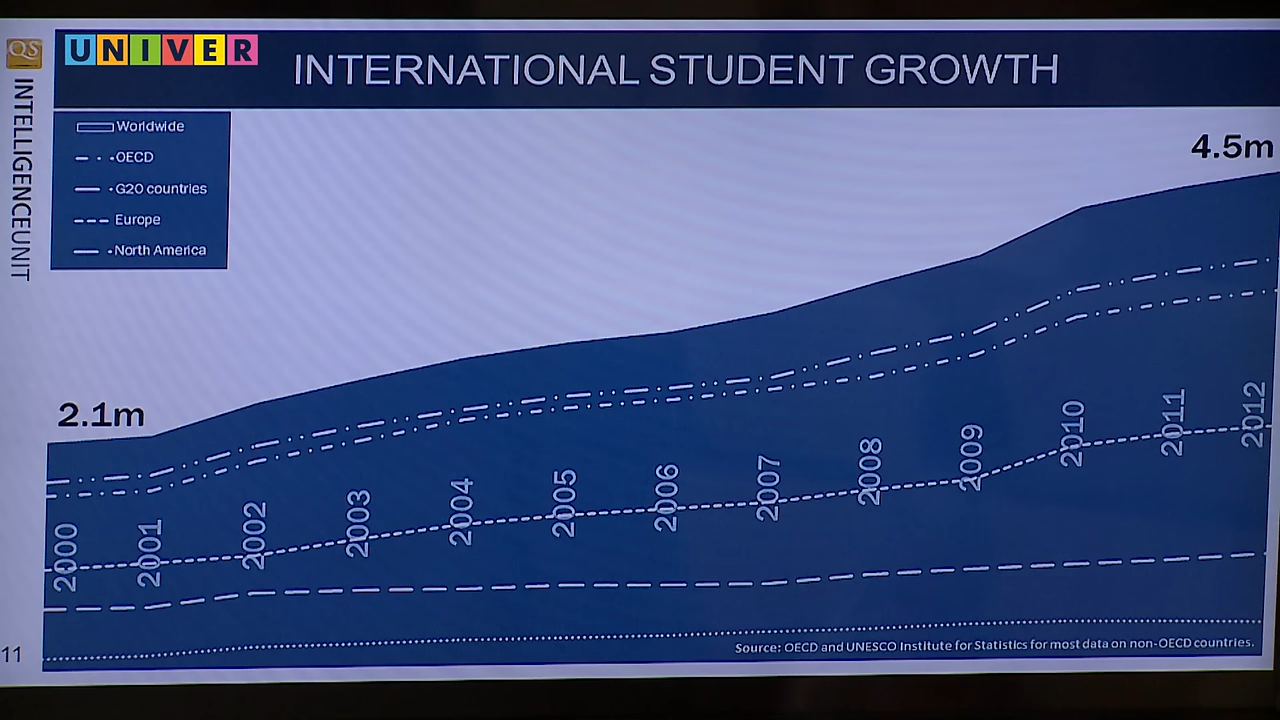 QS
INTELLIGENCEUNIT
UNIVER
INTERNATIONAL STUDENT GROWTH
Worldwide
OECD
G20 countries
Europe
North America
2.1m
4.5m
2000
2001
2002
2003
2004
2005
2006
2007
2008
2009
2010
2011
2012
11
Source: OECD and UNESCO Institute for Statistics for most data on non-OECD countries.